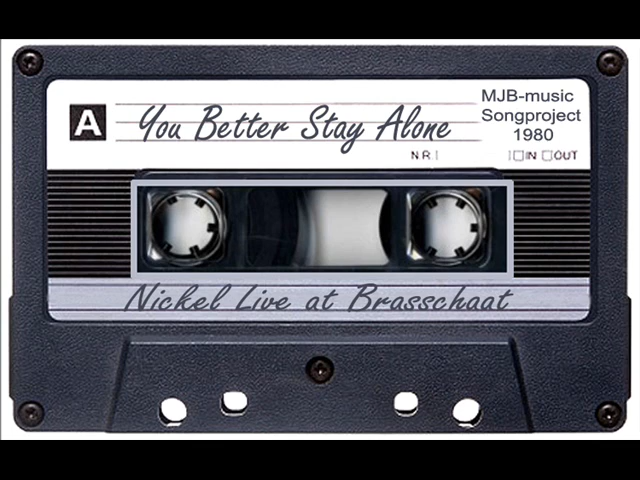 A
You Better Stay Alone
MJB-music
Songproject
1980
NR
IN OUT
Nickel Live at Brasschaat